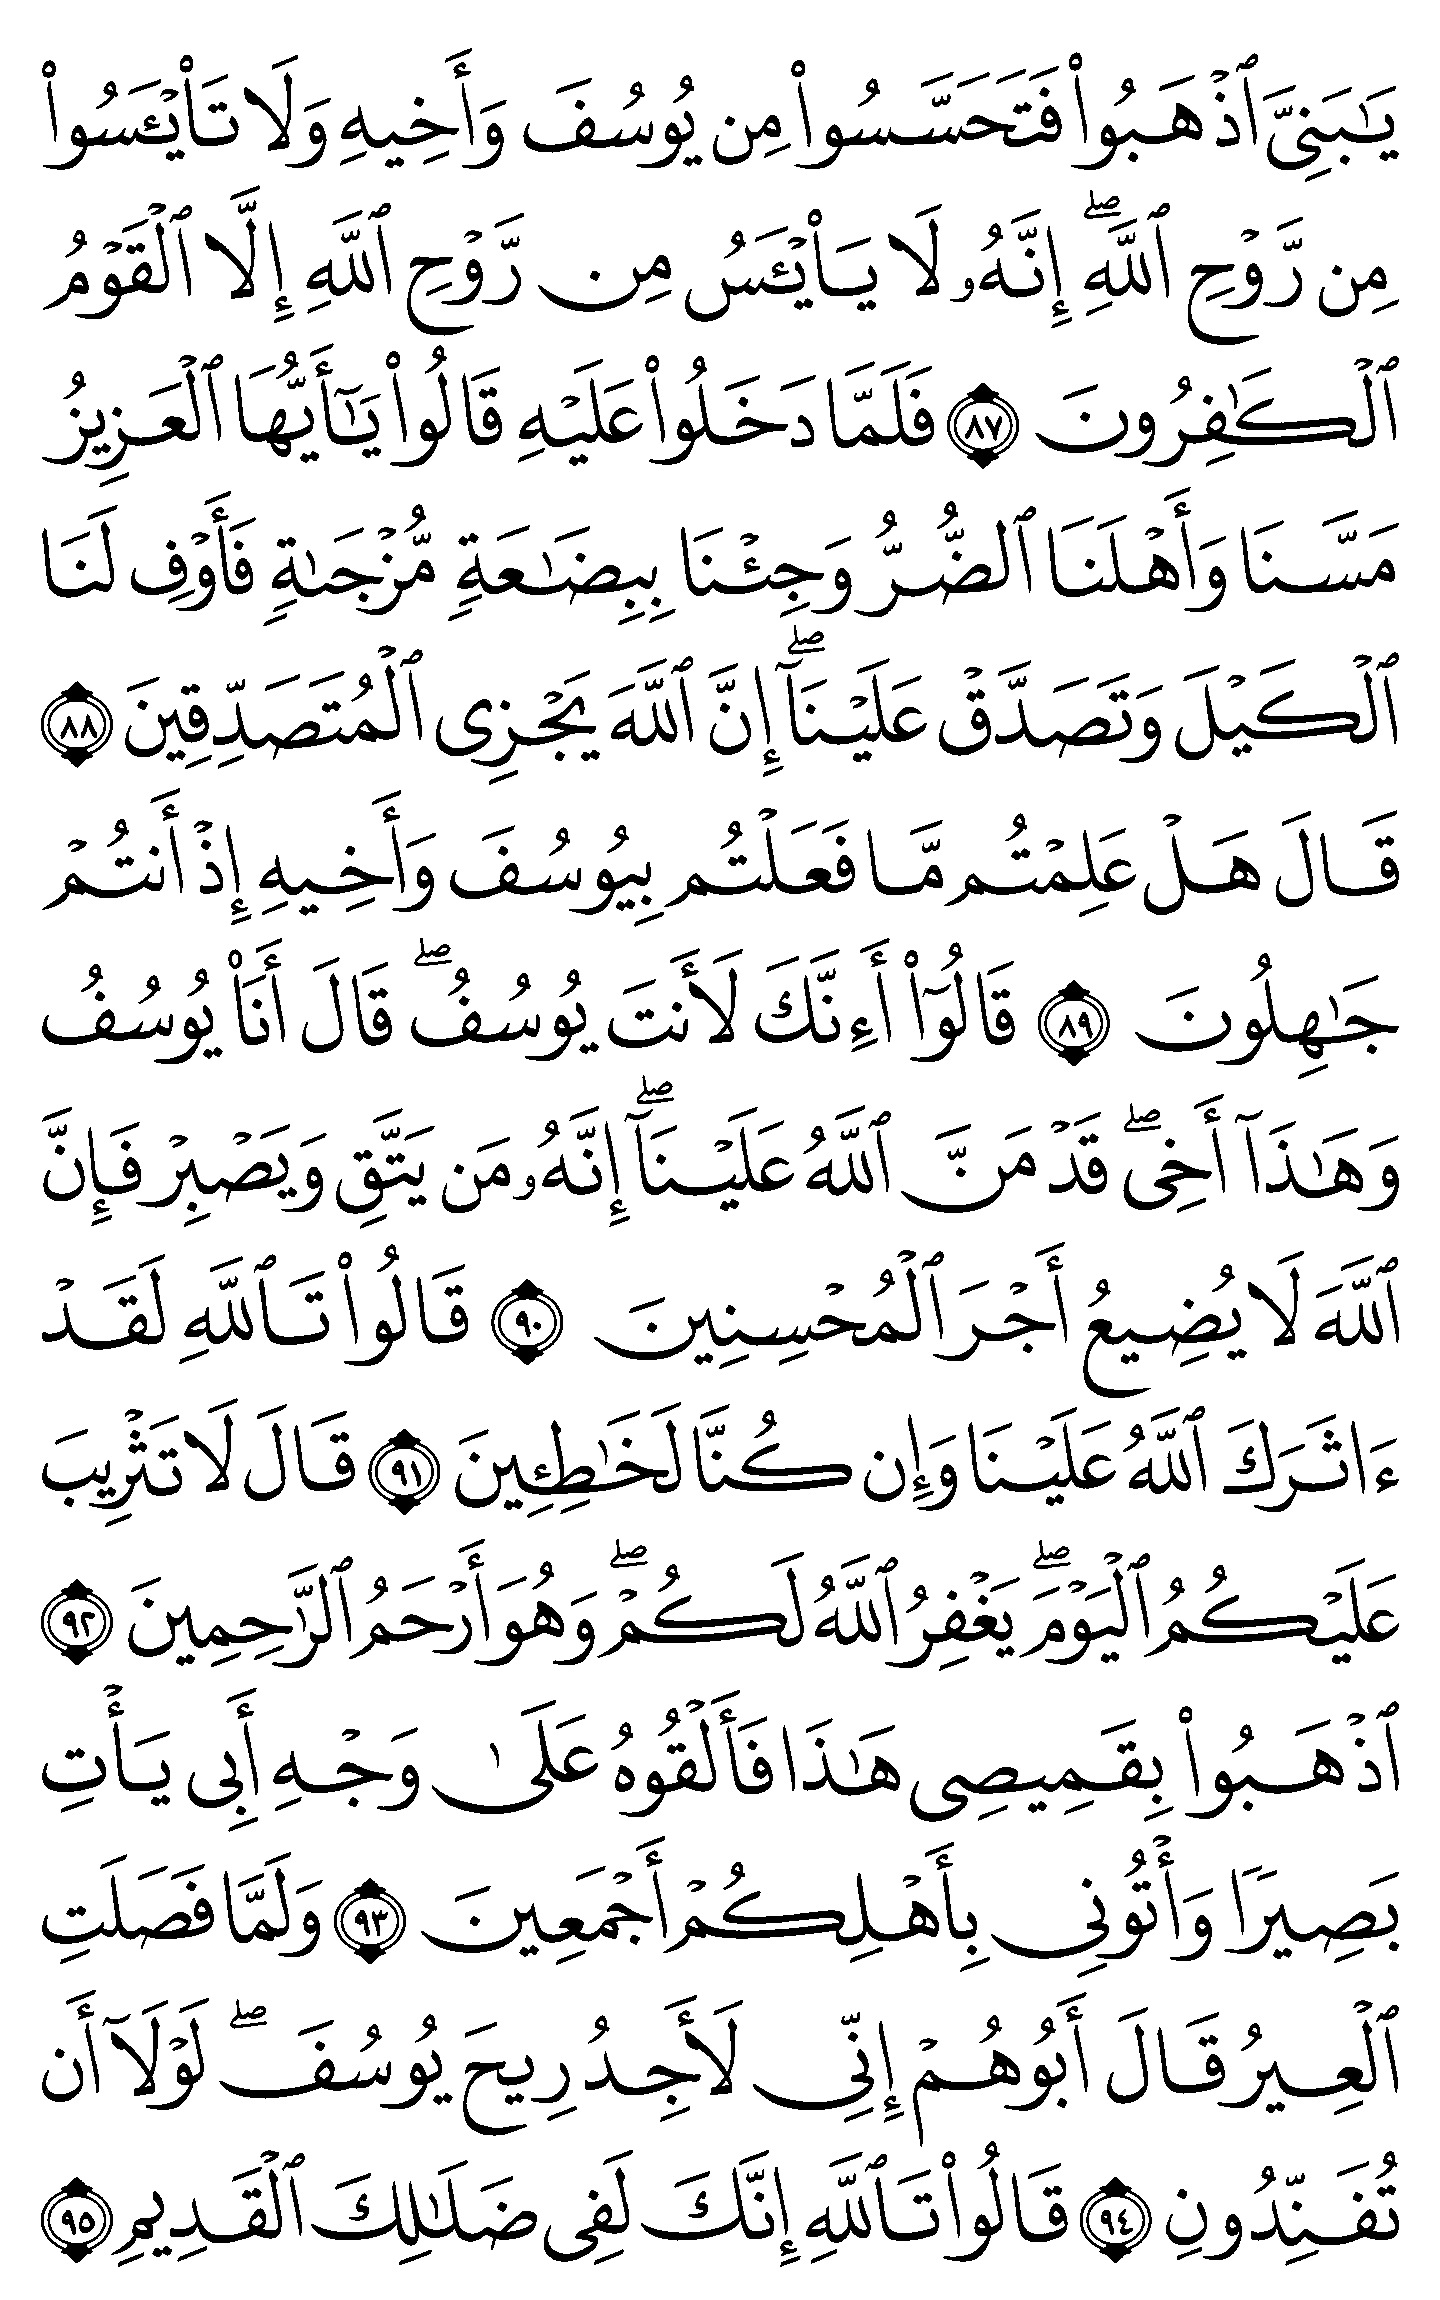 يَـٰبَنِىَّ ٱذْهَبُوا۟ فَتَحَسَّسُوا۟ مِن يُوسُفَ وَأَخِيهِ وَلَا تَا۟يْـَٔسُوا۟
مِن رَّوْحِ ٱللَّهِ ۖ إِنَّهُۥ لَا يَا۟يْـَٔسُ مِن رَّوْحِ ٱللَّهِ إِلَّا ٱلْقَوْمُ
ٱلْكَـٰفِرُونَ ٨٧ فَلَمَّا دَخَلُوا۟ عَلَيْهِ قَالُوا۟ يَـٰٓأَيُّهَا ٱلْعَزِيزُ
مَسَّنَا وَأَهْلَنَا ٱلضُّرُّ وَجِئْنَا بِبِضَـٰعَةٍ مُّزْجَىٰةٍ فَأَوْفِ لَنَا
ٱلْكَيْلَ وَتَصَدَّقْ عَلَيْنَآ ۖ إِنَّ ٱللَّهَ يَجْزِى ٱلْمُتَصَدِّقِينَ ٨٨
قَالَ هَلْ عَلِمْتُم مَّا فَعَلْتُم بِيُوسُفَ وَأَخِيهِ إِذْ أَنتُمْ
جَـٰهِلُونَ ٨٩ قَالُوٓا۟ أَءِنَّكَ لَأَنتَ يُوسُفُ ۖ قَالَ أَنَا۠ يُوسُفُ
وَهَـٰذَآ أَخِى ۖ قَدْ مَنَّ ٱللَّهُ عَلَيْنَآ ۖ إِنَّهُۥ مَن يَتَّقِ وَيَصْبِرْ فَإِنَّ
ٱللَّهَ لَا يُضِيعُ أَجْرَ ٱلْمُحْسِنِينَ ٩٠ قَالُوا۟ تَٱللَّهِ لَقَدْ
ءَاثَرَكَ ٱللَّهُ عَلَيْنَا وَإِن كُنَّا لَخَـٰطِـِٔينَ ٩١ قَالَ لَا تَثْرِيبَ
عَلَيْكُمُ ٱلْيَوْمَ ۖ يَغْفِرُ ٱللَّهُ لَكُمْ ۖ وَهُوَ أَرْحَمُ ٱلرَّٰحِمِينَ ٩٢
ٱذْهَبُوا۟ بِقَمِيصِى هَـٰذَا فَأَلْقُوهُ عَلَىٰ وَجْهِ أَبِى يَأْتِ
بَصِيرًا وَأْتُونِى بِأَهْلِكُمْ أَجْمَعِينَ ٩٣ وَلَمَّا فَصَلَتِ
ٱلْعِيرُ قَالَ أَبُوهُمْ إِنِّى لَأَجِدُ رِيحَ يُوسُفَ ۖ لَوْلَآ أَن
تُفَنِّدُونِ ٩٤ قَالُوا۟ تَٱللَّهِ إِنَّكَ لَفِى ضَلَـٰلِكَ ٱلْقَدِيمِ ٩٥